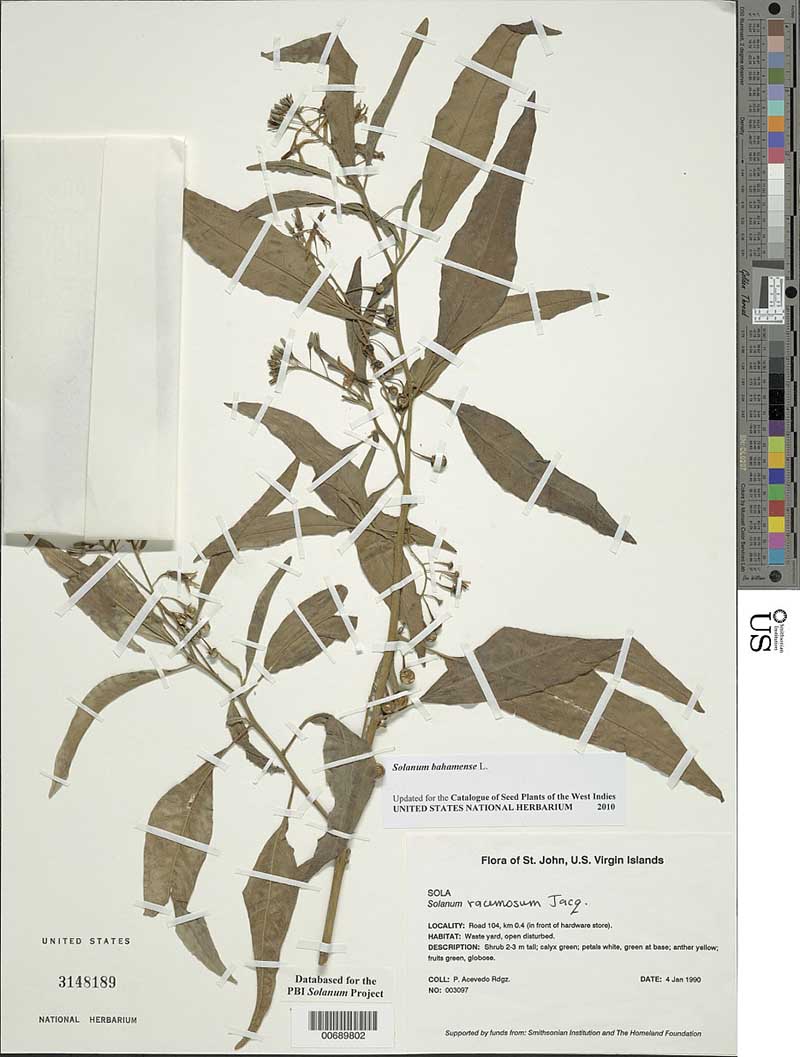 Solanum bahamense L.
Updated for the Catalogue of Seed Plants of the West Indies
UNITED STATES NATIONAL HERBARIUM 2010
Flora of St. John, U.S. Virgin Islands
SOLA
Solanum racemosum Jacq.
LOCALITY: Road 104, km 0.4 (in front of hardware store).
HABITAT: Waste yard, open disturbed.
DESCRIPTION: Shrub 2-3 m tall; calyx green; petals white, green at base; anther yellow;
fruits green, globose.
COLL: P. Acevedo Rdgz. DATE: 4 Jan 1990
NO: 003097
Supported by funds from: Smithsonian Institution and The Homeland Foundation
UNITED STATES
3148189
NATIONAL HERBARIUM
Databased for the
PBI Solanum Project
00689802
Golden Thread
Smithsonian
Institution
US